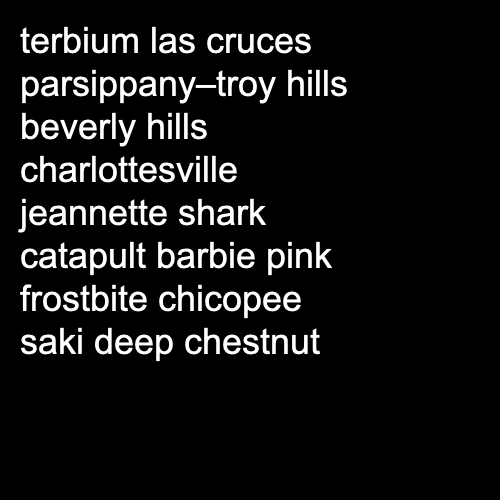 terbium las cruces
parsippany–troy hills
beverly hills
charlottesville
jeannette shark
catapult barbie pink
frostbite chicopee
saki deep chestnut